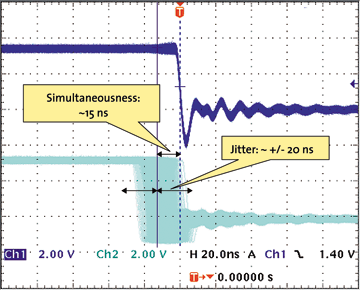 T
Simultaneousness:
~15 ns
Jitter: ~ +/- 20 ns
Ch1 2.00 V Ch2 2.00 V H 20.0ns A Ch1 1.40 V
T 0.00000 s